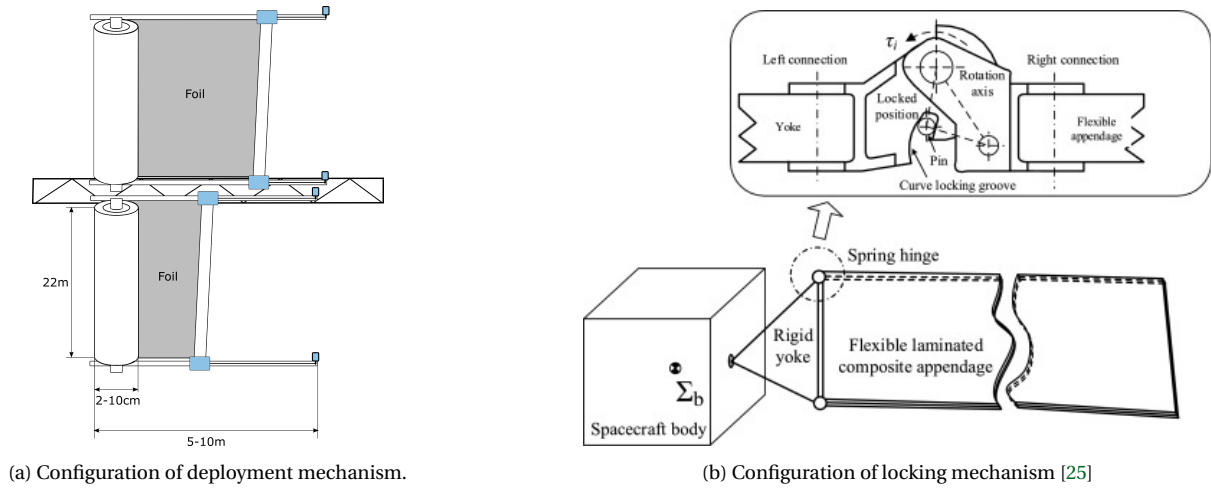 Foil
Foil
22m
2-10cm
5-10m
(a) Configuration of deployment mechanism.
τi
Left connection
Right connection
Rotation
axis
Locked
position
Yoke
Flexible
appendage
Pin
Curve locking groove
Spring hinge
Rigid
yoke
Flexible laminated
composite appendage
Σb
Spacecraft body
(b) Configuration of locking mechanism [25]